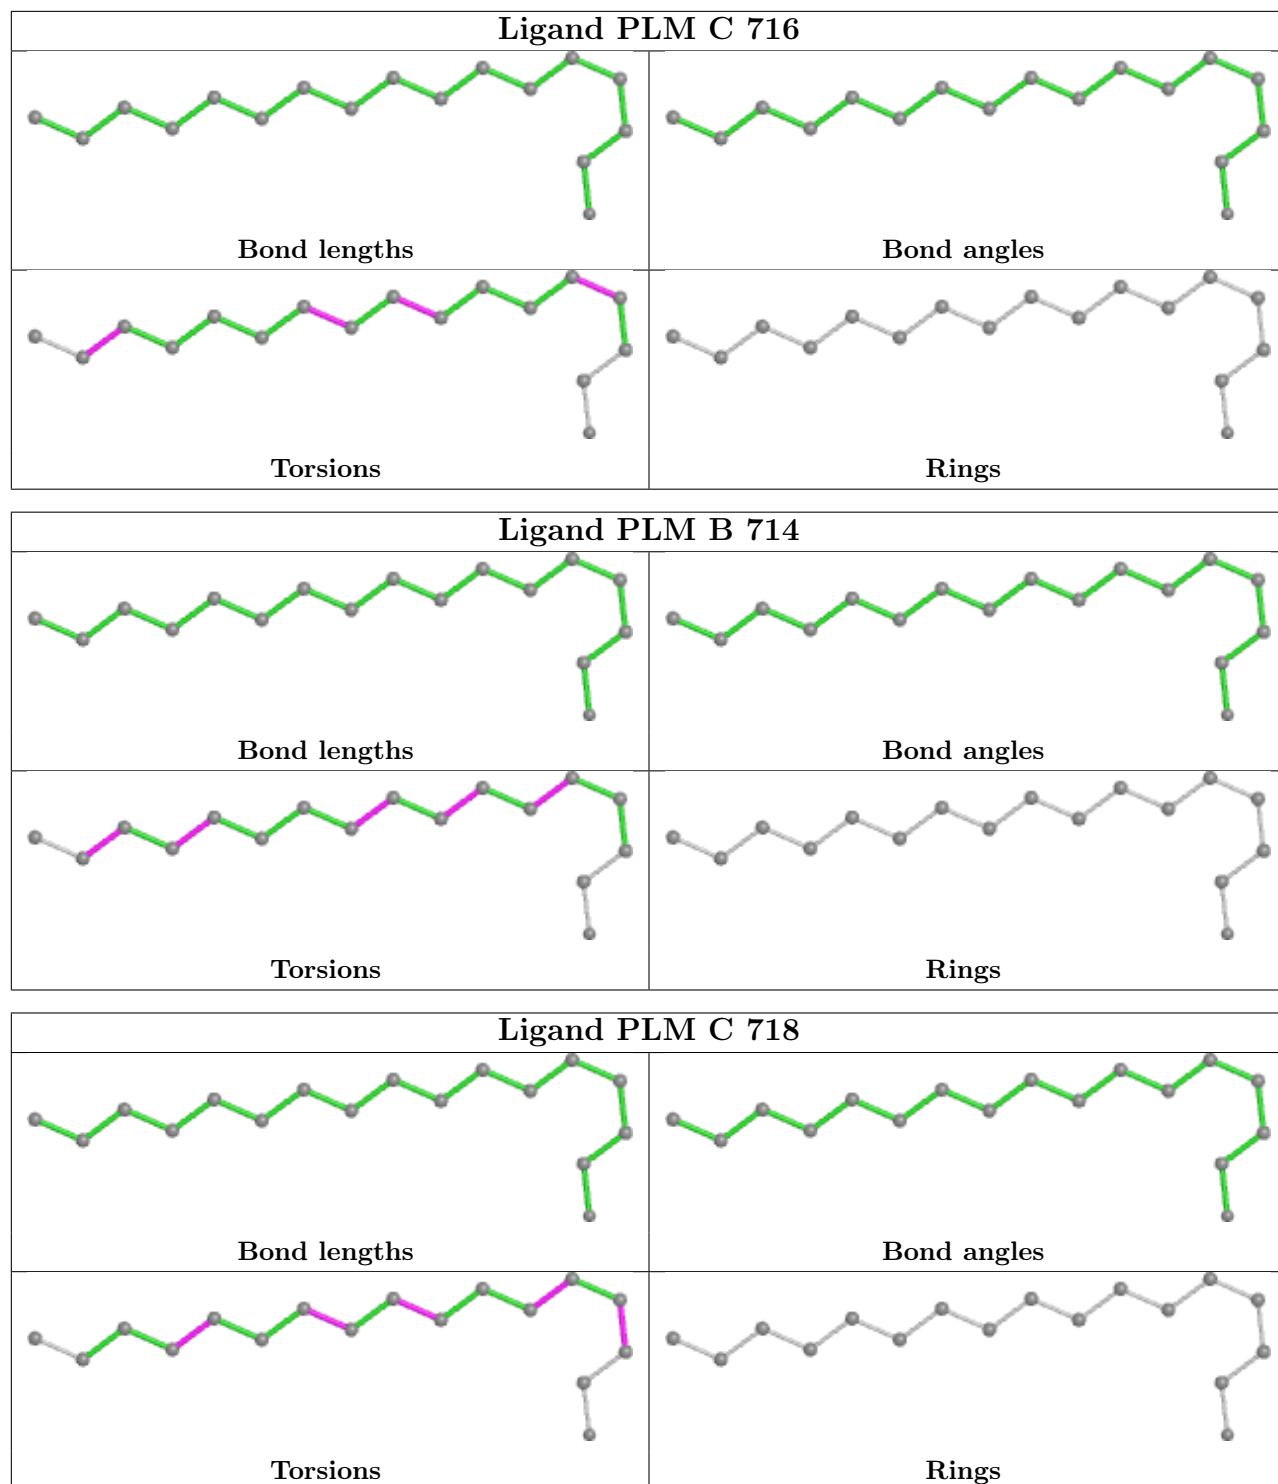 Ligand PLM C 716
Bond lengths
Bond angles
Torsions
Rings
Ligand PLM B 714
Bond lengths
Bond angles
Torsions
Rings
Ligand PLM C 718
Bond lengths
Bond angles
Torsions
Rings